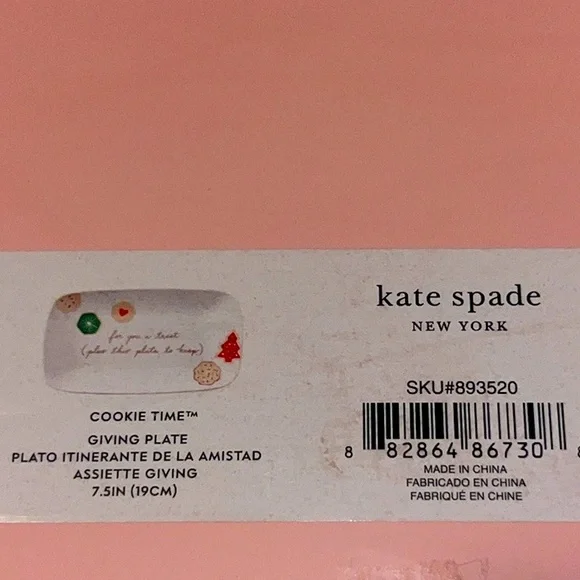 for you a treat
(plus this plate to keep)
COOKIE TIME™
GIVING PLATE
PLATO ITINERANTE DE LA AMISTAD
ASSIETTE GIVING
7.5IN (19CM)
kate spade
NEW YORK
SKU#893520
8 82864 86730 8
MADE IN CHINA
FABRICADO EN CHINA
FABRIQUÉ EN CHINE